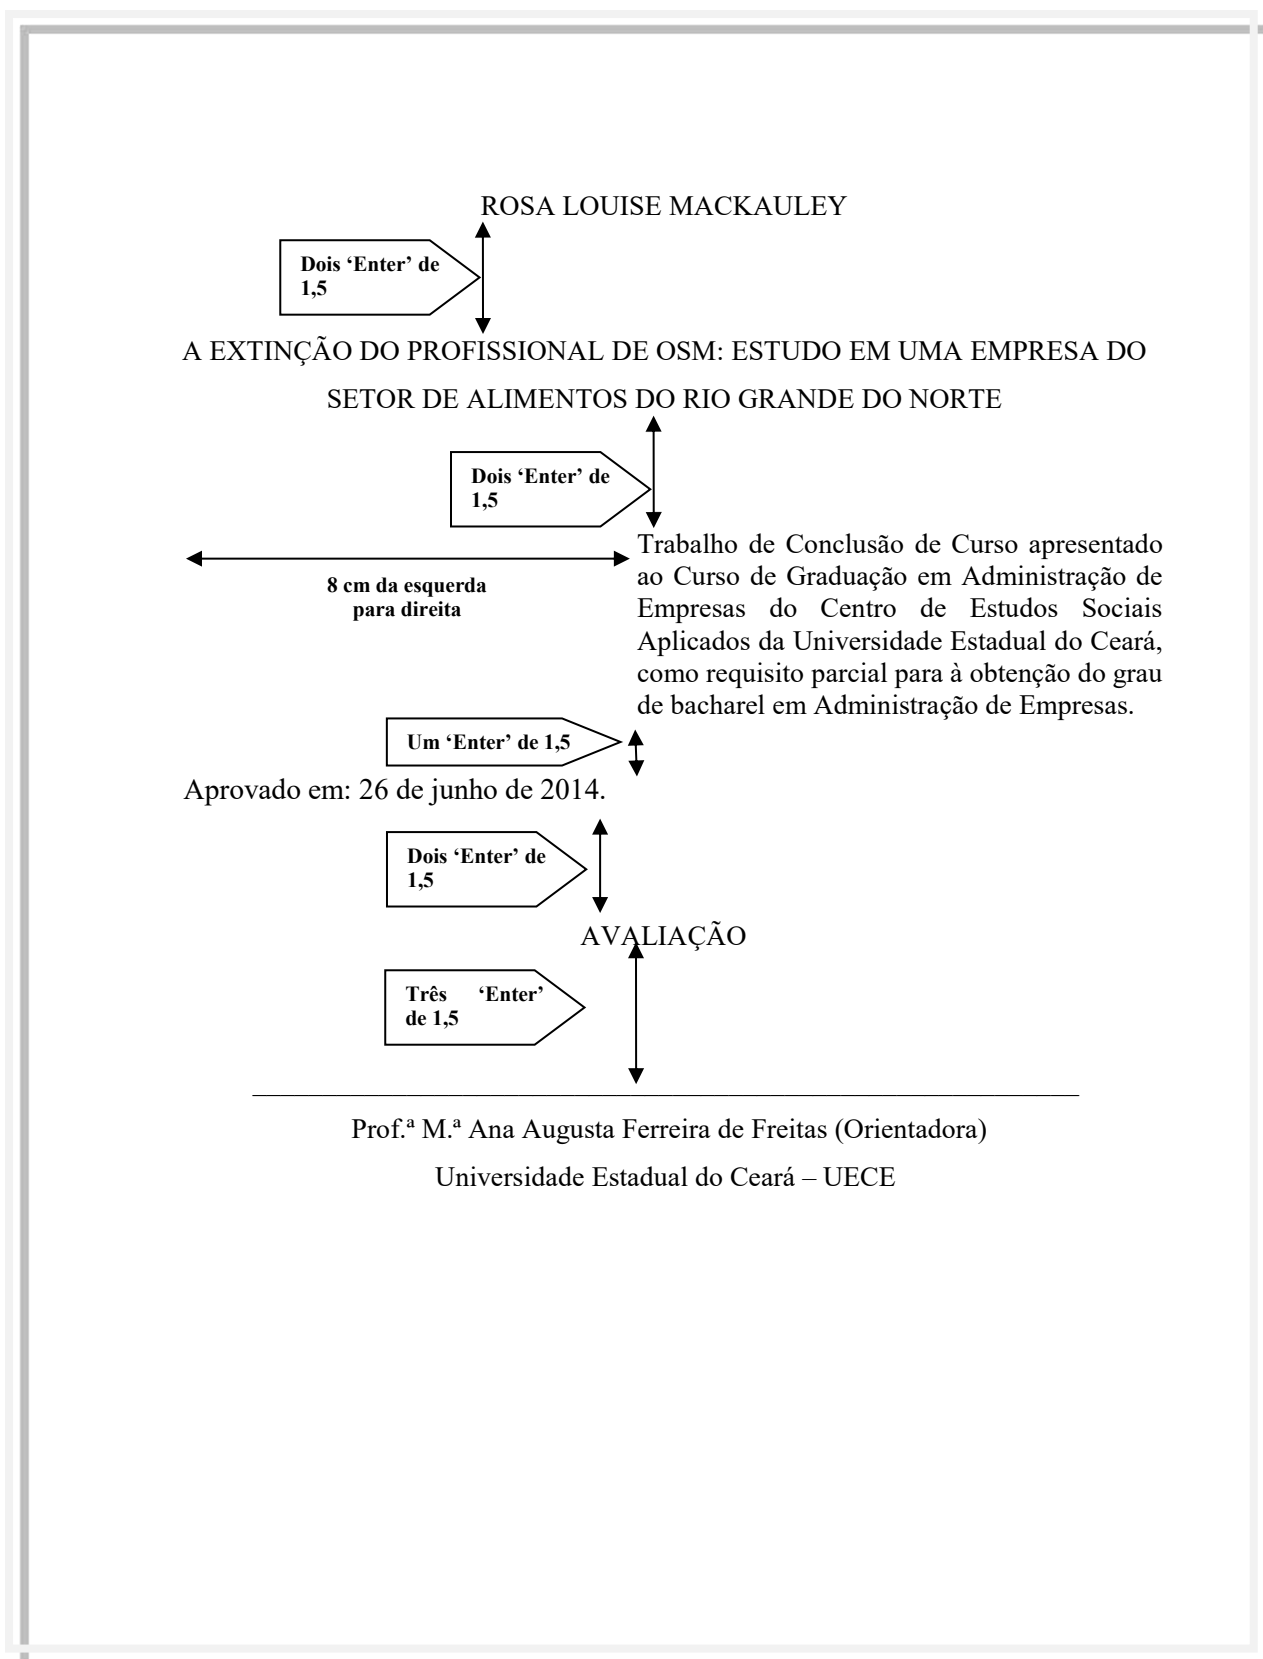 ROSA LOUISE MACKAULEY
Dois ‘Enter’ de
1,5
A EXTINÇÃO DO PROFISSIONAL DE OSM: ESTUDO EM UMA EMPRESA DO
SETOR DE ALIMENTOS DO RIO GRANDE DO NORTE
Dois ‘Enter’ de
1,5
8 cm da esquerda
para direita
Trabalho de Conclusão de Curso apresentado
ao Curso de Graduação em Administração de
Empresas do Centro de Estudos Sociais
Aplicados da Universidade Estadual do Ceará,
como requisito parcial para à obtenção do grau
de bacharel em Administração de Empresas.
Um ‘Enter’ de 1,5
Aprovado em: 26 de junho de 2014.
Dois ‘Enter’ de
1,5
AVALIAÇÃO
Três ‘Enter’
de 1,5
Prof.ª M.ª Ana Augusta Ferreira de Freitas (Orientadora)
Universidade Estadual do Ceará – UECE